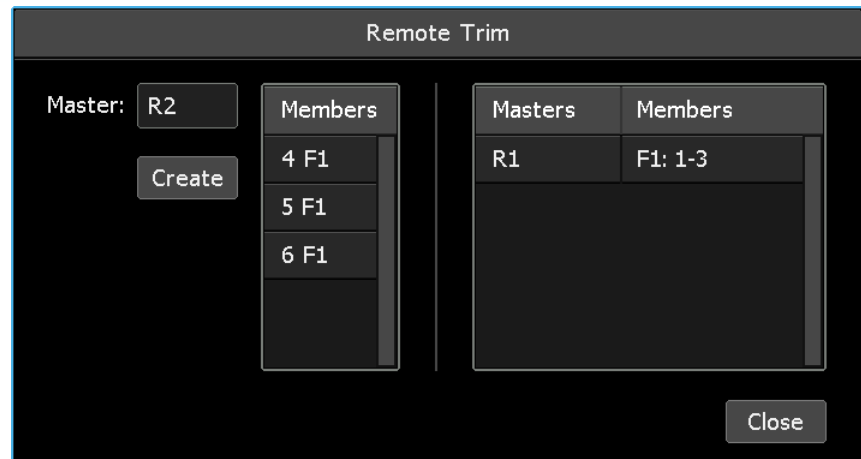 Remote Trim
Master: R2
Create
Members
4 F1
5 F1
6 F1
Masters Members
R1 F1: 1-3
Close